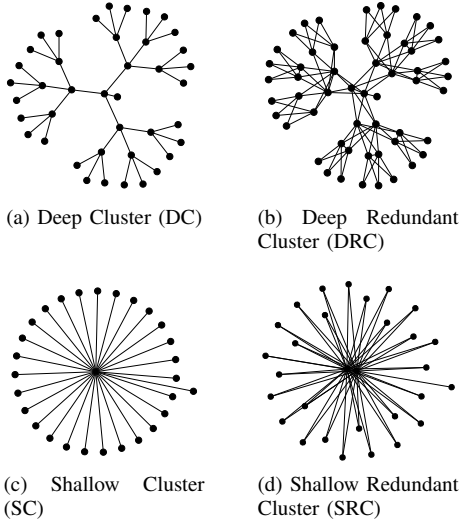 (a) Deep Cluster (DC)
(b) Deep Redundant
Cluster (DRC)
(c) Shallow Cluster
(SC)
(d) Shallow Redundant
Cluster (SRC)